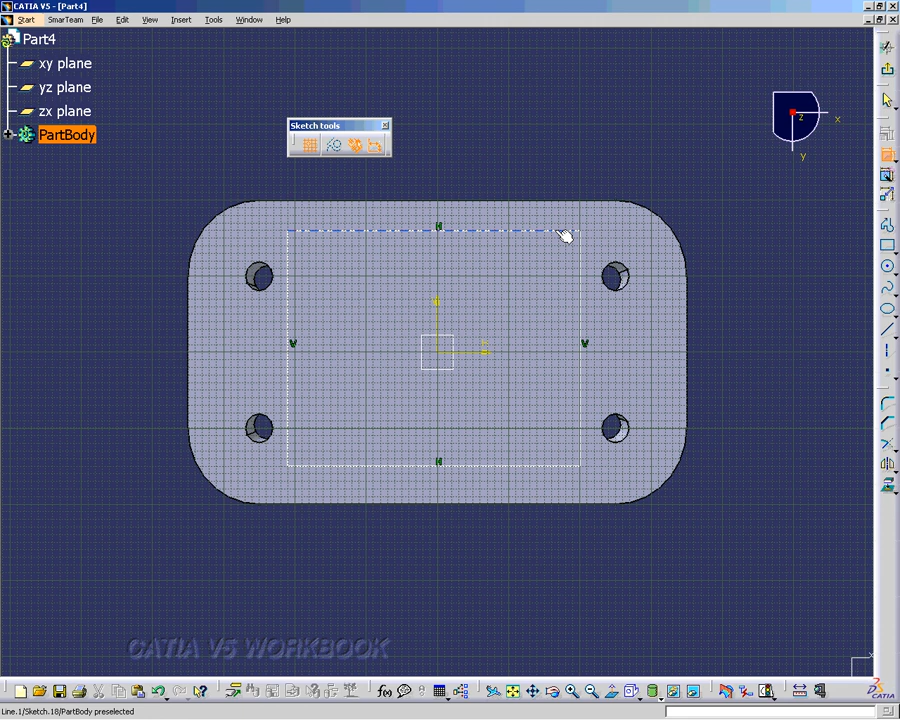 CATIA V5 - [Part4]
Start SmarTeam File Edit View Insert Tools Window Help
Part4
xy plane
yz plane
zx plane
PartBody
Sketch tools
x
z
y
H
V V
H
CATIA V5 WORKBOOK
f(x)
Line.1/Sketch.18/PartBody preselected